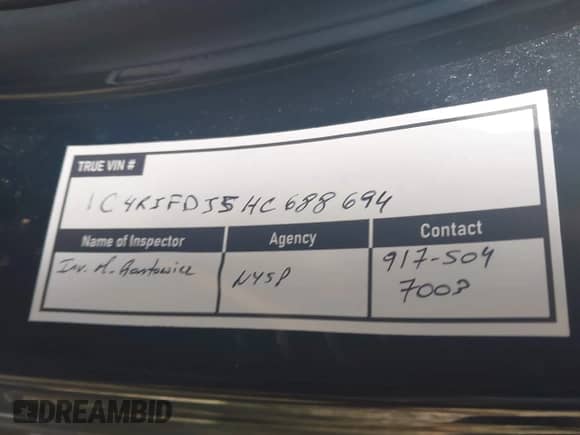 TRUE VIN #
1C4RJFDJ5HC688694
Name of Inspector Agency Contact
Inv. M. NYSP 917-504
7003
DREAMBID